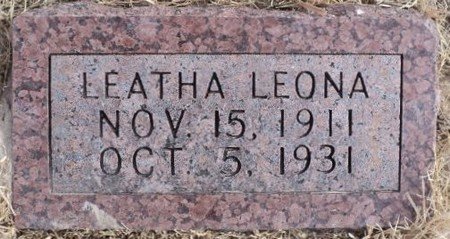 LEATHA LEONA
NOV. 15, 1911
OCT. 5, 1931